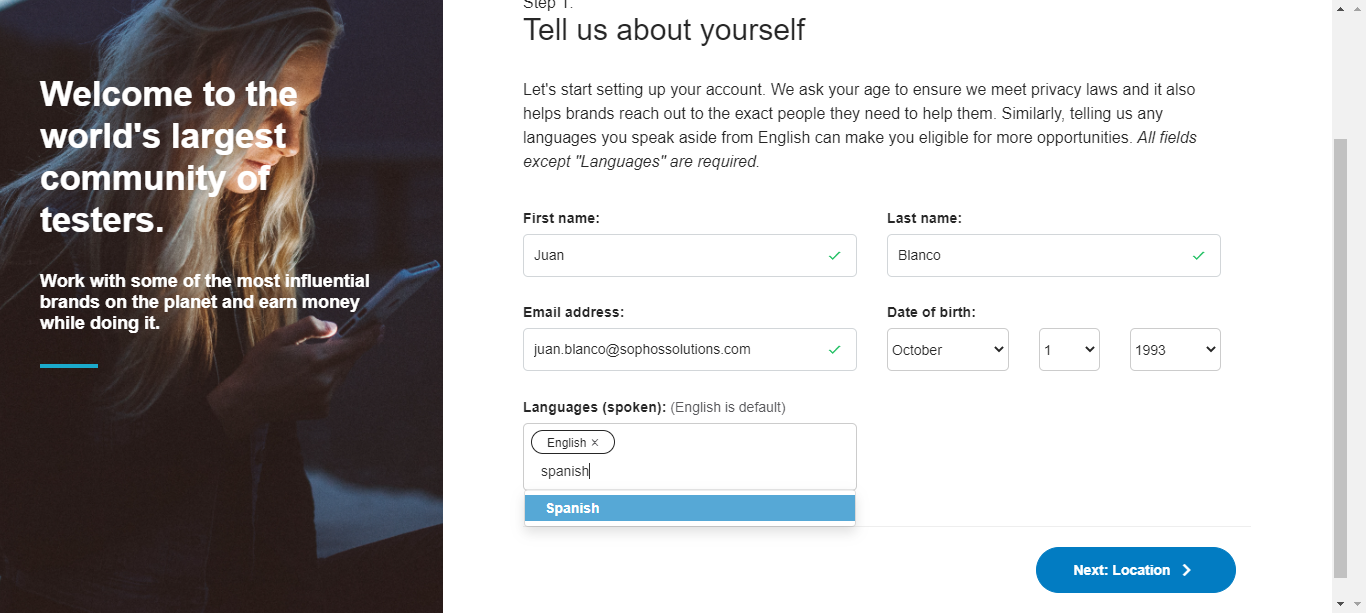 Welcome to the
world's largest
community of
testers.
Work with some of the most influential
brands on the planet and earn money
while doing it.
Step 1:
Tell us about yourself
Let's start setting up your account. We ask your age to ensure we meet privacy laws and it also
helps brands reach out to the exact people they need to help them. Similarly, telling us any
languages you speak aside from English can make you eligible for more opportunities. All fields
except "Languages" are required.
First name:
Last name:
Juan
Blanco
Email address:
Date of birth:
juan.blanco@sophossolutions.com
October
1
1993
Languages (spoken): (English is default)
English ×
spanish
Spanish
Next: Location